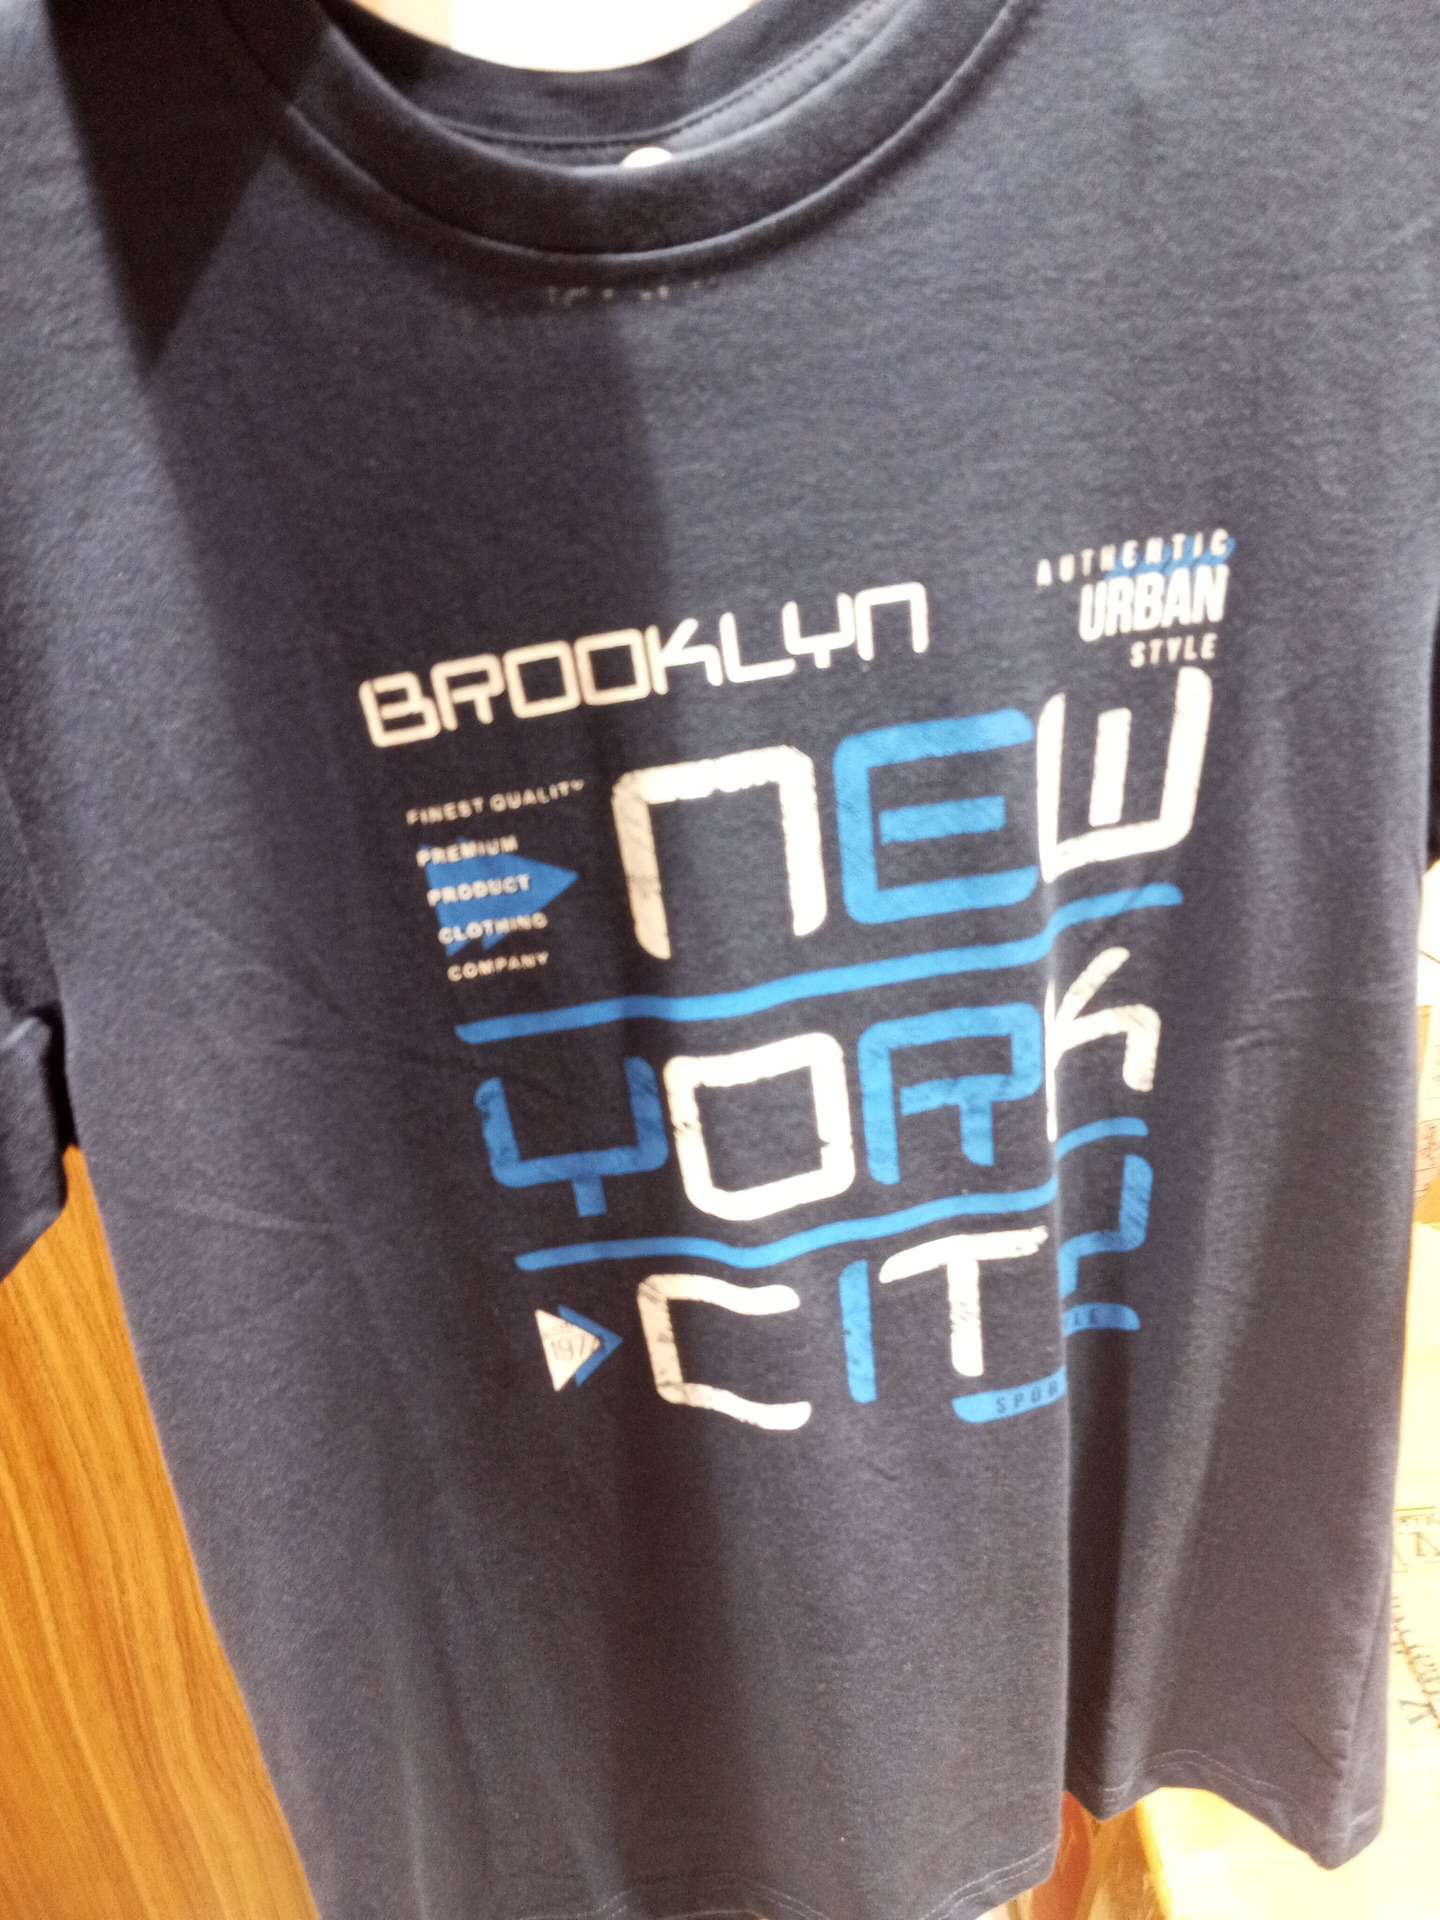 BROOKLYN
AUTHENTIC
URBAN
STYLE
NEW
FINEST QUALITY
PREMIUM
PRODUCT
CLOTHING
COMPANY
YORK
CITY